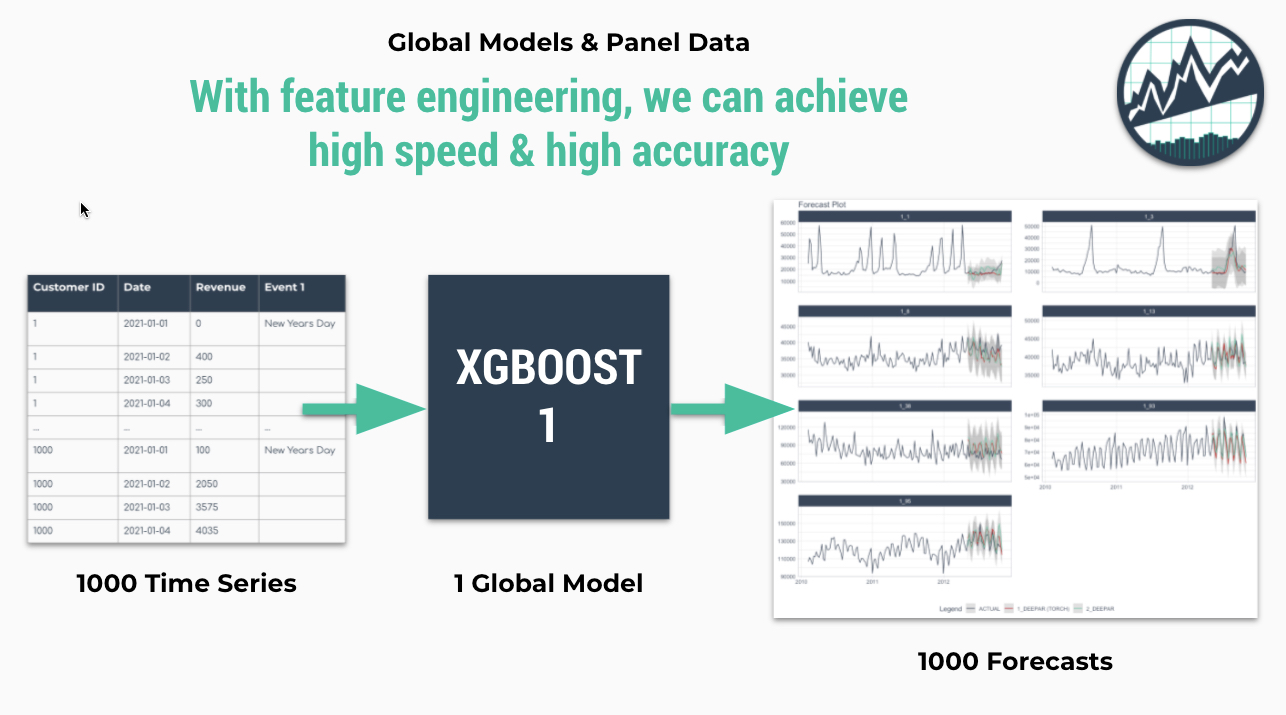 Global Models & Panel Data
With feature engineering, we can achieve
high speed & high accuracy
Customer ID Date Revenue Event 1
1 2021-01-01 0 New Years Day
1 2021-01-02 400
1 2021-01-03 250
1 2021-01-04 300
... ... ... ...
1000 2021-01-01 100 New Years Day
1000 2021-01-02 2050
1000 2021-01-03 3575
1000 2021-01-04 4035
1000 Time Series
XGBOOST
1
1 Global Model
Forecast Plot
1_1 1_3
1_8 1_13
1_38 1_93
1_95
2010 2011 2012
2010 2011 2012
Legend ACTUAL 1_DEEPAR (TORCH) 2_DEEPAR
1000 Forecasts